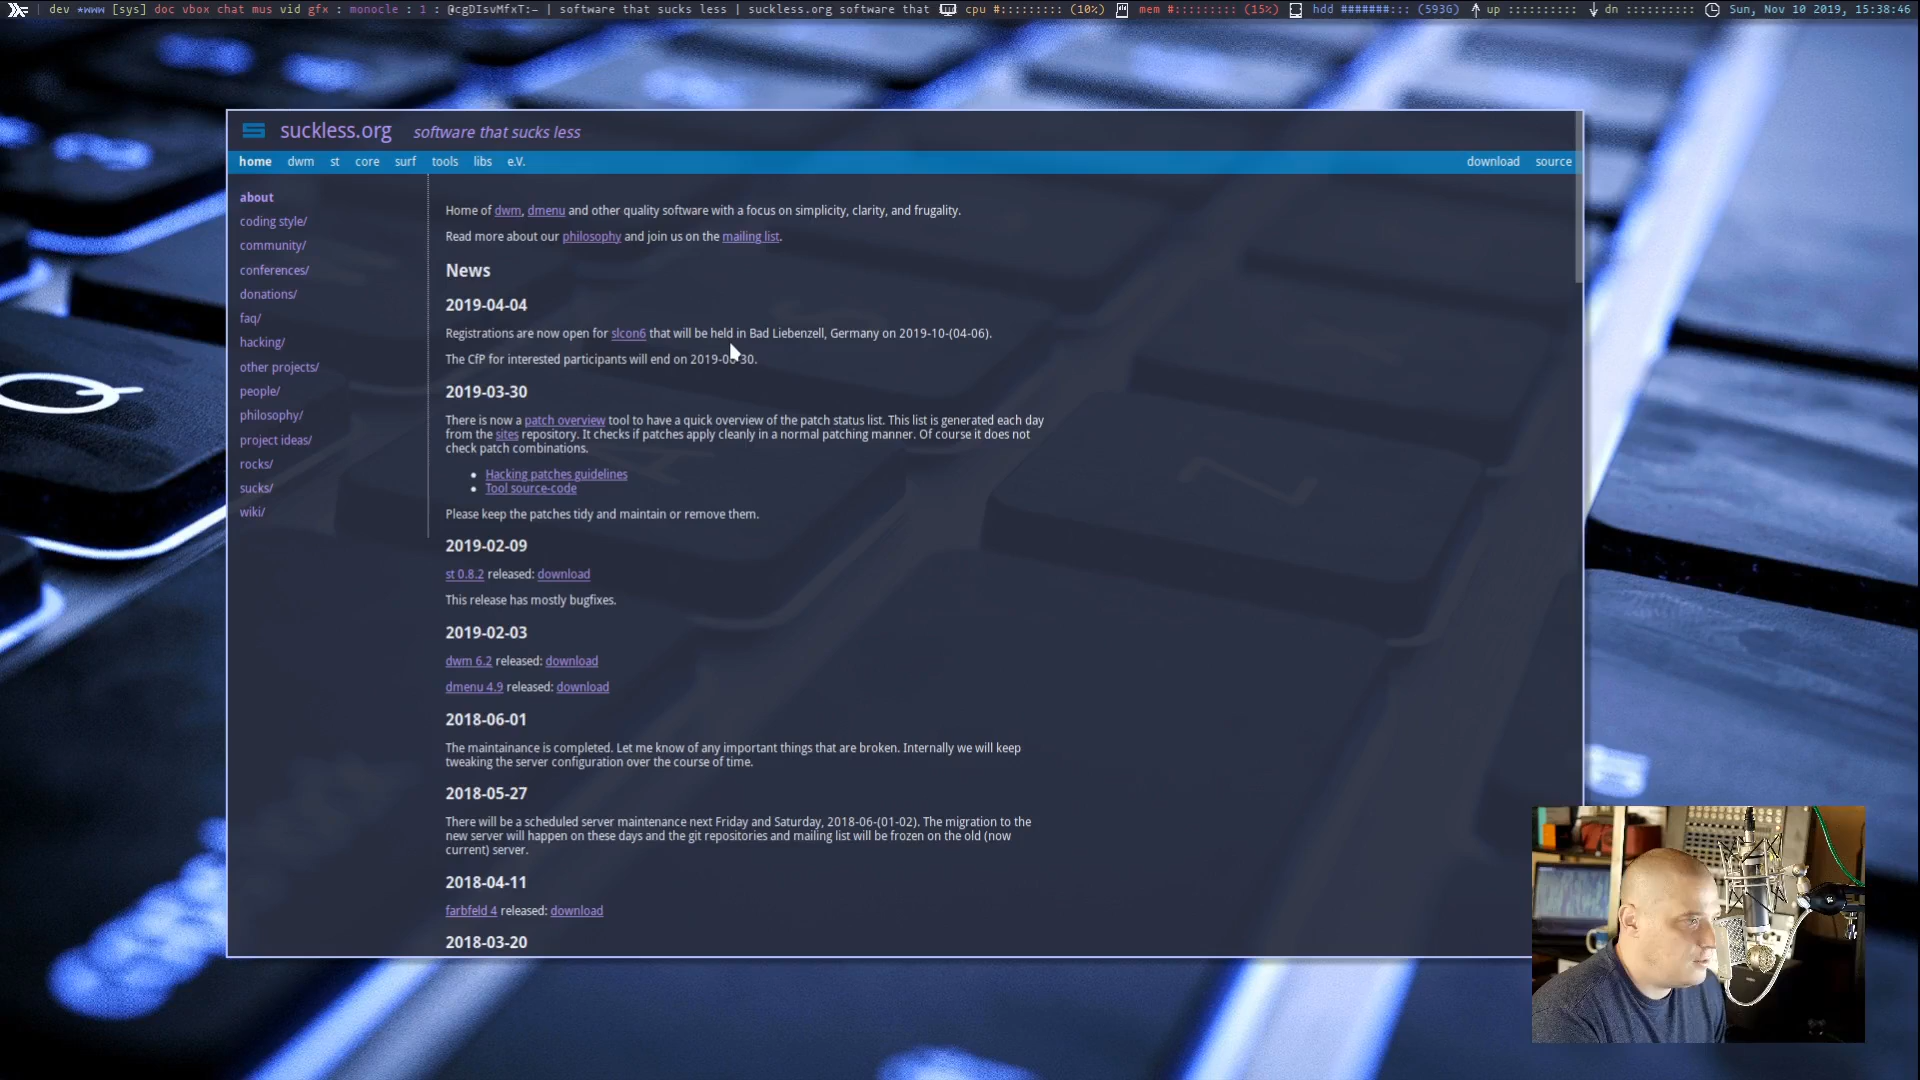 dev *www [sys] doc vbox chat mus vid gfx : monocle : 1 : @cgDIsvMfxT:- | software that sucks less | suckless.org software that cpu #::::::::: (10%) mem #::::::::: (15%) hdd #######::: (593G) up :::::::::: dn :::::::::: Sun, Nov 10 2019, 15:38:46
suckless.org software that sucks less
home dwm st core surf tools libs e.V. download source
about
coding style/
community/
conferences/
donations/
faq/
hacking/
other projects/
people/
philosophy/
project ideas/
rocks/
sucks/
wiki/
Home of dwm, dmenu and other quality software with a focus on simplicity, clarity, and frugality.
Read more about our philosophy and join us on the mailing list.
News
2019-04-04
Registrations are now open for slcon6 that will be held in Bad Liebenzell, Germany on 2019-10-(04-06).
The CfP for interested participants will end on
2019-03-30
There is now a patch overview tool to have a quick overview of the patch status list. This list is generated each day
from the sites repository. It checks if patches apply cleanly in a normal patching manner. Of course it does not
check patch combinations.
Hacking patches guidelines
Tool source-code
Please keep the patches tidy and maintain or remove them.
2019-02-09
st 0.8.2 released: download
This release has mostly bugfixes.
2019-02-03
dwm 6.2 released: download
dmenu 4.9 released: download
2018-06-01
The maintainance is completed. Let me know of any important things that are broken. Internally we will keep
tweaking the server configuration over the course of time.
2018-05-27
There will be a scheduled server maintenance next Friday and Saturday, 2018-06-(01-02). The migration to the
new server will happen on these days and the git repositories and mailing list will be frozen on the old (now
current) server.
2018-04-11
farbfeld 4 released: download
2018-03-20
Q